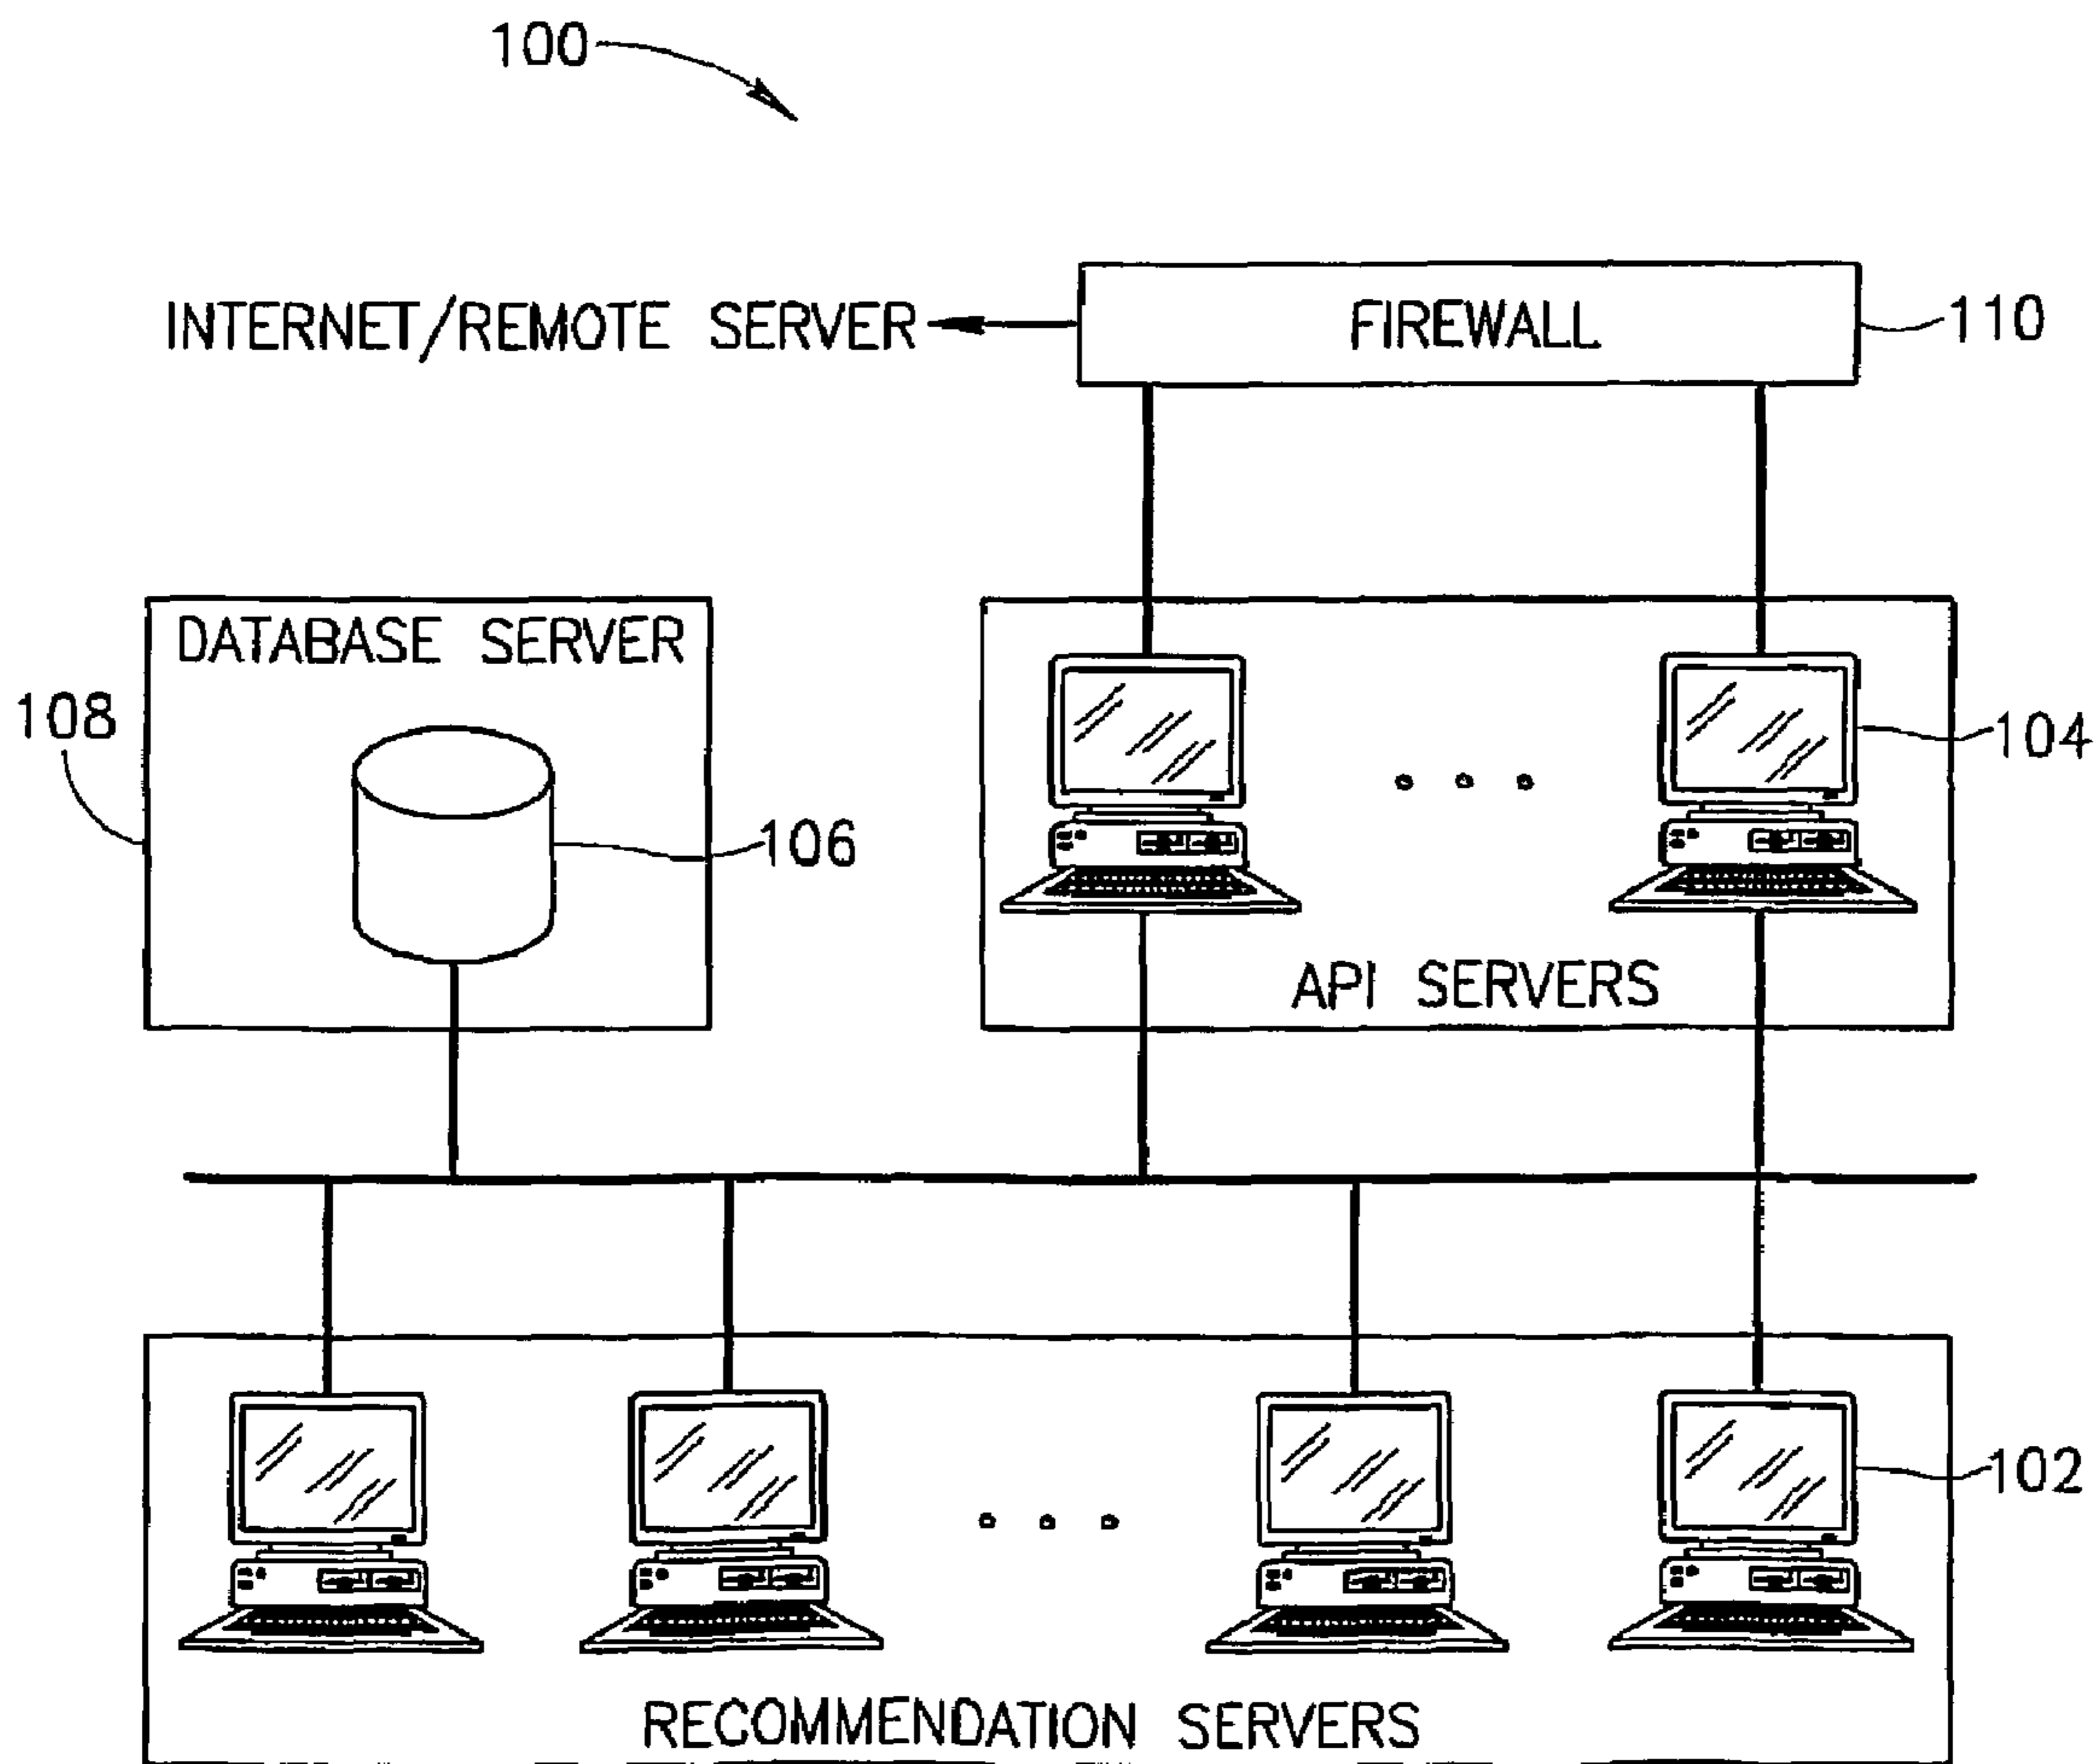 100
INTERNET/REMOTE SERVER
FIREWALL
110
DATABASE SERVER
108
106
104
API SERVERS
102
RECOMMENDATION SERVERS